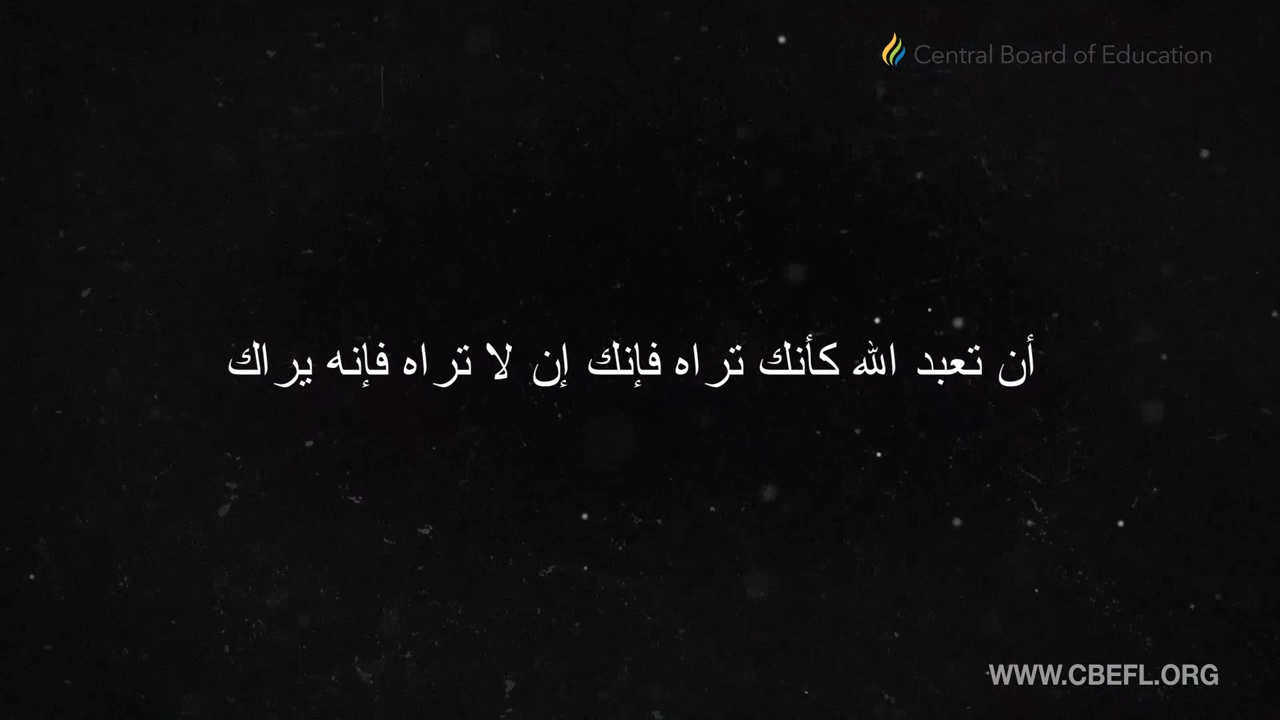 Central Board of Education
أن تعبد الله كأنك تراه فإنك إن لا تراه فإنه يراك
WWW.CBEFL.ORG